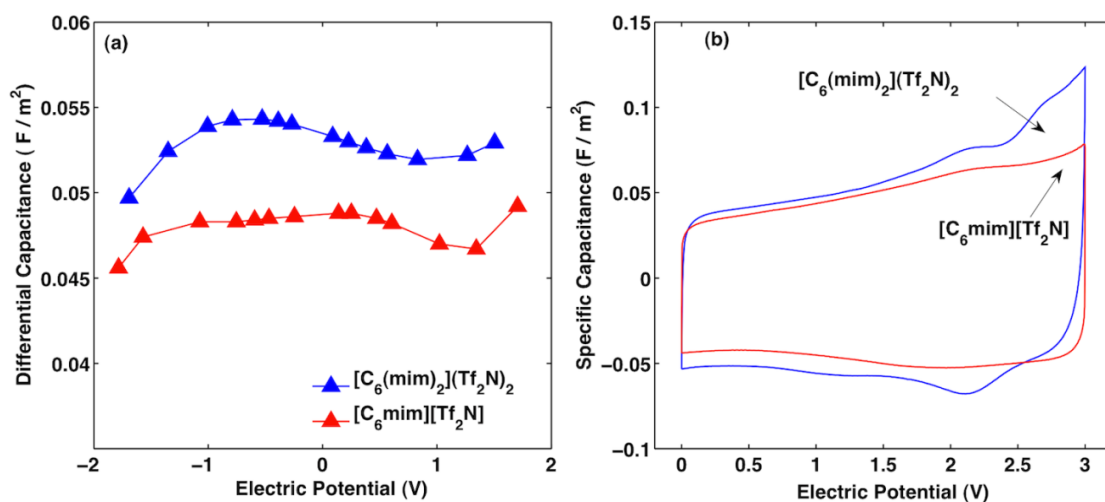 (a)
Differential Capacitance ( F / m²)
0.06
0.055
0.05
0.045
0.04
[C₆(mim)₂](Tf₂N)₂
[C₆mim][Tf₂N]
−2
−1
0
1
2
Electric Potential (V)
(b)
Specific Capacitance (F / m²)
0.15
0.1
0.05
0
−0.05
−0.1
[C₆(mim)₂](Tf₂N)₂
[C₆mim][Tf₂N]
0
0.5
1
1.5
2
2.5
3
Electric Potential (V)